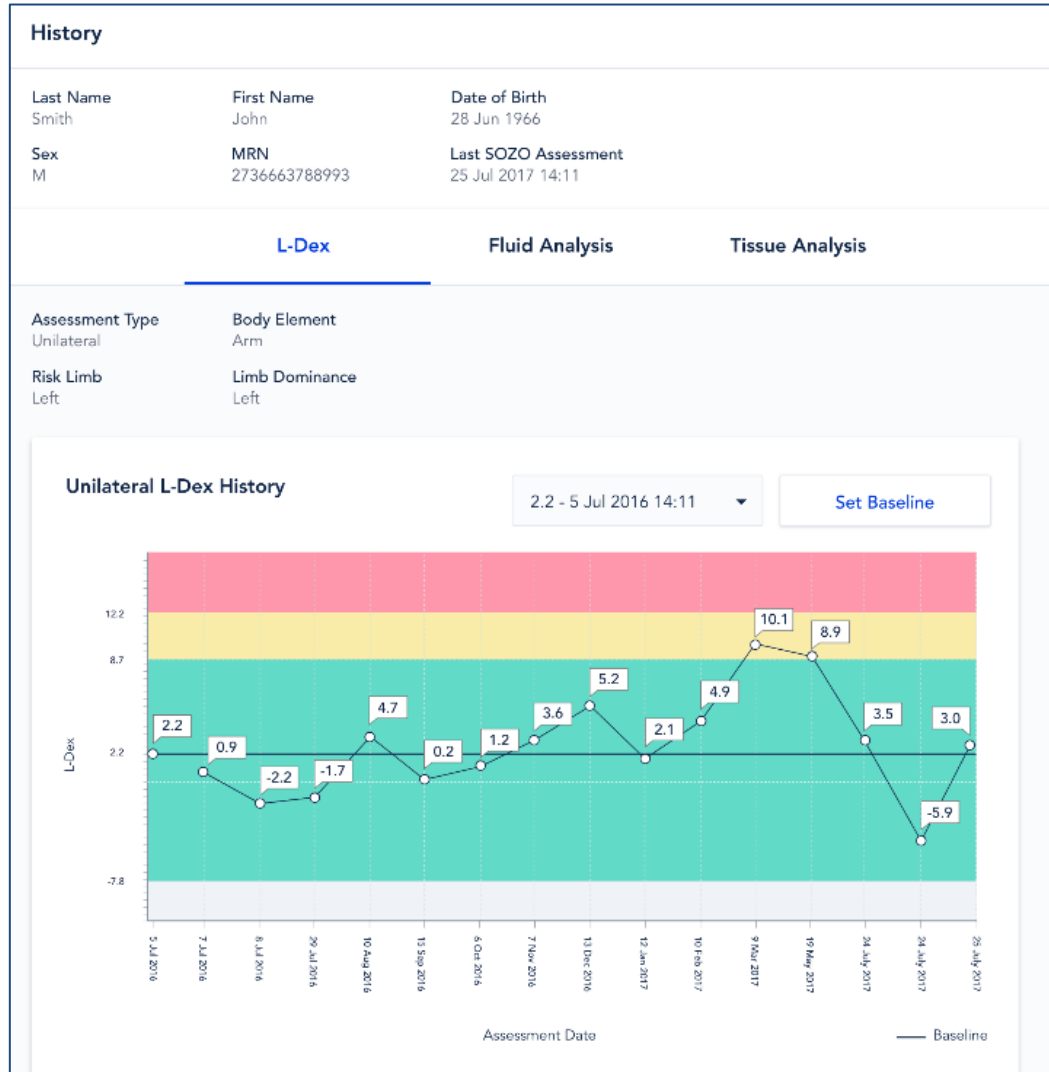 History
Last Name First Name Date of Birth
Smith John 28 Jun 1966
Sex MRN Last SOZO Assessment
M 2736663788993 25 Jul 2017 14:11
L-Dex Fluid Analysis Tissue Analysis
Assessment Type Body Element
Unilateral Arm
Risk Limb Limb Dominance
Left Left
Unilateral L-Dex History 2.2 - 5 Jul 2016 14:11 Set Baseline
12.2
8.7
2.2
-7.8
L-Dex
2.2
0.9
-2.2
-1.7
4.7
0.2
1.2
3.6
5.2
2.1
4.9
10.1
8.9
3.5
-5.9
3.0
5 Jul 2016
7 Jul 2016
8 Jul 2016
29 Jul 2016
10 Aug 2016
15 Sep 2016
6 Oct 2016
7 Nov 2016
13 Dec 2016
12 Jan 2017
10 Feb 2017
9 Mar 2017
19 May 2017
24 July 2017
24 July 2017
25 July 2017
Assessment Date Baseline